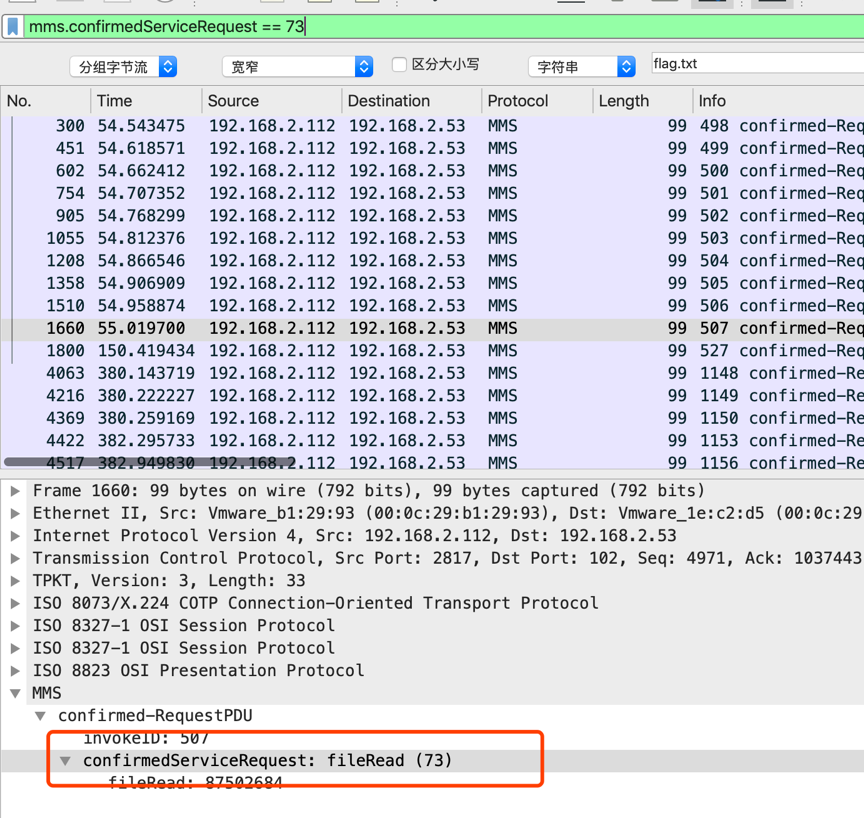 mms.confirmedServiceRequest == 73
分组字节流 宽窄 区分大小写 字符串 flag.txt
No. Time Source Destination Protocol Length Info
300 54.543475 192.168.2.112 192.168.2.53 MMS 99 498 confirmed-Req
451 54.618571 192.168.2.112 192.168.2.53 MMS 99 499 confirmed-Req
602 54.662412 192.168.2.112 192.168.2.53 MMS 99 500 confirmed-Req
754 54.707352 192.168.2.112 192.168.2.53 MMS 99 501 confirmed-Req
905 54.768299 192.168.2.112 192.168.2.53 MMS 99 502 confirmed-Req
1055 54.812376 192.168.2.112 192.168.2.53 MMS 99 503 confirmed-Req
1208 54.866546 192.168.2.112 192.168.2.53 MMS 99 504 confirmed-Req
1358 54.906909 192.168.2.112 192.168.2.53 MMS 99 505 confirmed-Req
1510 54.958874 192.168.2.112 192.168.2.53 MMS 99 506 confirmed-Req
1660 55.019700 192.168.2.112 192.168.2.53 MMS 99 507 confirmed-Req
1800 150.419434 192.168.2.112 192.168.2.53 MMS 99 527 confirmed-Req
4063 380.143719 192.168.2.112 192.168.2.53 MMS 99 1148 confirmed-Re
4216 380.222227 192.168.2.112 192.168.2.53 MMS 99 1149 confirmed-Re
4369 380.259169 192.168.2.112 192.168.2.53 MMS 99 1150 confirmed-Re
4422 382.295733 192.168.2.112 192.168.2.53 MMS 99 1153 confirmed-Re
4517 382.949830 192.168.2.112 192.168.2.53 MMS 99 1156 confirmed-Re
Frame 1660: 99 bytes on wire (792 bits), 99 bytes captured (792 bits)
Ethernet II, Src: Vmware_b1:29:93 (00:0c:29:b1:29:93), Dst: Vmware_1e:c2:d5 (00:0c:29
Internet Protocol Version 4, Src: 192.168.2.112, Dst: 192.168.2.53
Transmission Control Protocol, Src Port: 2817, Dst Port: 102, Seq: 4971, Ack: 1037443
TPKT, Version: 3, Length: 33
ISO 8073/X.224 COTP Connection-Oriented Transport Protocol
ISO 8327-1 OSI Session Protocol
ISO 8327-1 OSI Session Protocol
ISO 8823 OSI Presentation Protocol
MMS
confirmed-RequestPDU
invokeID: 507
confirmedServiceRequest: fileRead (73)
fileRead: 87502684